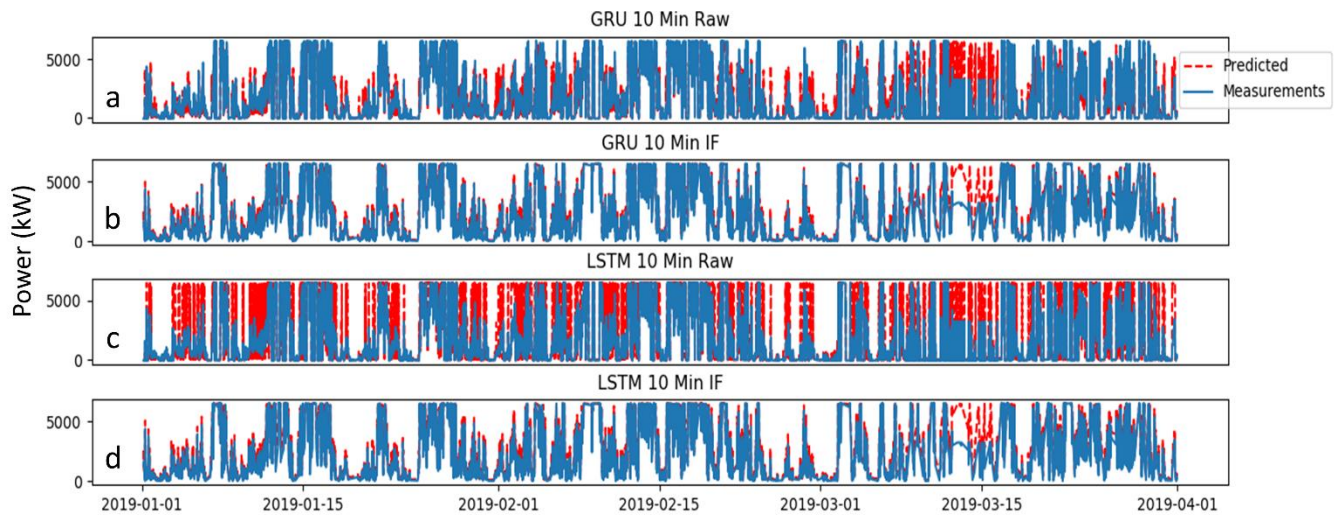 GRU 10 Min Raw
5000
0
a
Predicted
Measurements
GRU 10 Min IF
5000
0
b
Power (kW)
LSTM 10 Min Raw
5000
0
c
LSTM 10 Min IF
5000
0
d
2019-01-01 2019-01-15 2019-02-01 2019-02-15 2019-03-01 2019-03-15 2019-04-01